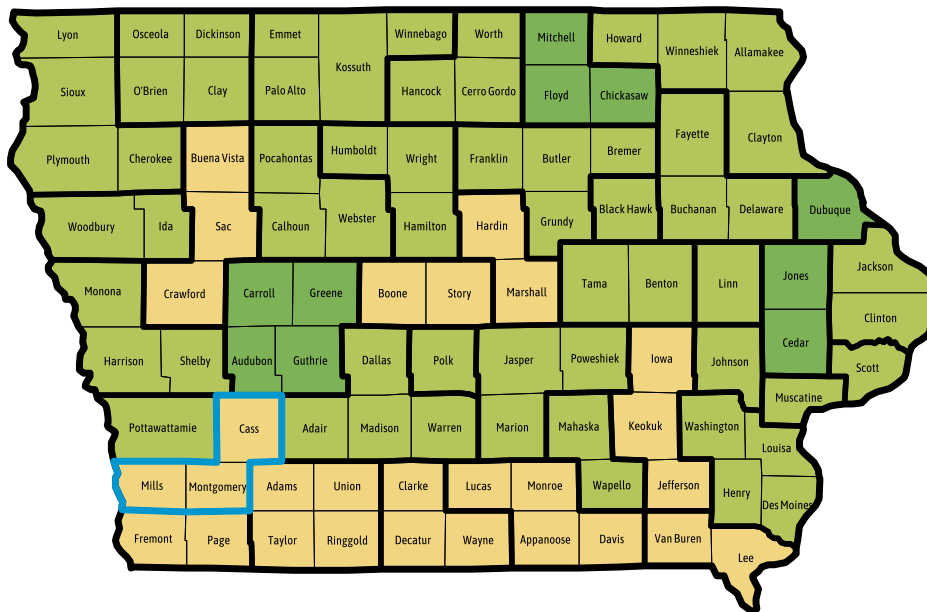 Lyon
Osceola
Dickinson
Emmet
Kossuth
Winnebago
Worth
Mitchell
Howard
Winneshiek
Allamakee
Sioux
O'Brien
Clay
Palo Alto
Hancock
Cerro Gordo
Floyd
Chickasaw
Plymouth
Cherokee
Buena Vista
Pocahontas
Humboldt
Wright
Franklin
Butler
Bremer
Fayette
Clayton
Woodbury
Ida
Sac
Calhoun
Webster
Hamilton
Hardin
Grundy
Black Hawk
Buchanan
Delaware
Dubuque
Monona
Crawford
Carroll
Greene
Boone
Story
Marshall
Tama
Benton
Linn
Jones
Jackson
Clinton
Harrison
Shelby
Audubon
Guthrie
Dallas
Polk
Jasper
Poweshiek
Iowa
Johnson
Cedar
Scott
Muscatine
Pottawattamie
Cass
Adair
Madison
Warren
Marion
Mahaska
Keokuk
Washington
Louisa
Mills
Montgomery
Adams
Union
Clarke
Lucas
Monroe
Wapello
Jefferson
Henry
Des Moines
Fremont
Page
Taylor
Ringgold
Decatur
Wayne
Appanoose
Davis
Van Buren
Lee